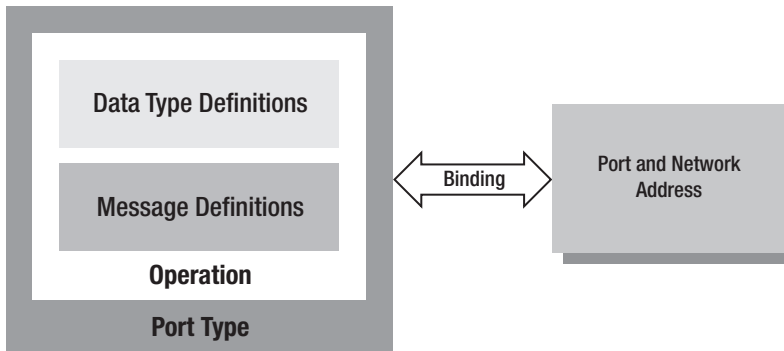 Data Type Definitions
Message Definitions
Operation
Port Type
Binding
Port and Network
Address